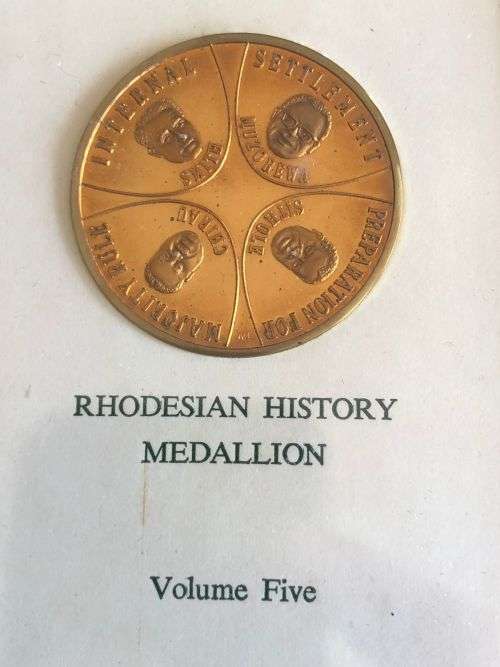 INTERNAL SETTLEMENT
PREPARATION FOR
MAJORITY RULE
SMITH
MUZOREWA
SITHOLE
CHIRAU
RHODESIAN HISTORY
MEDALLION
Volume Five